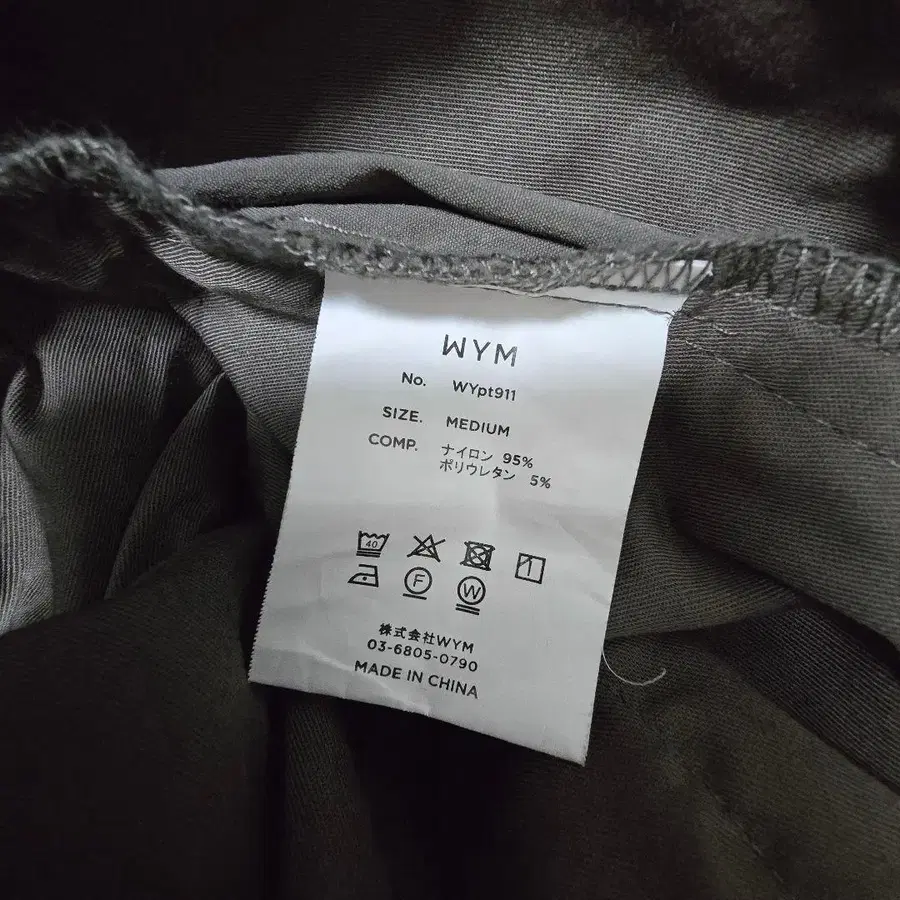 WYM
No. WYpt911
SIZE. MEDIUM
COMP. ナイロン 95%
ポリウレタン 5%
40
F W
株式会社WYM
03-6805-0790
MADE IN CHINA